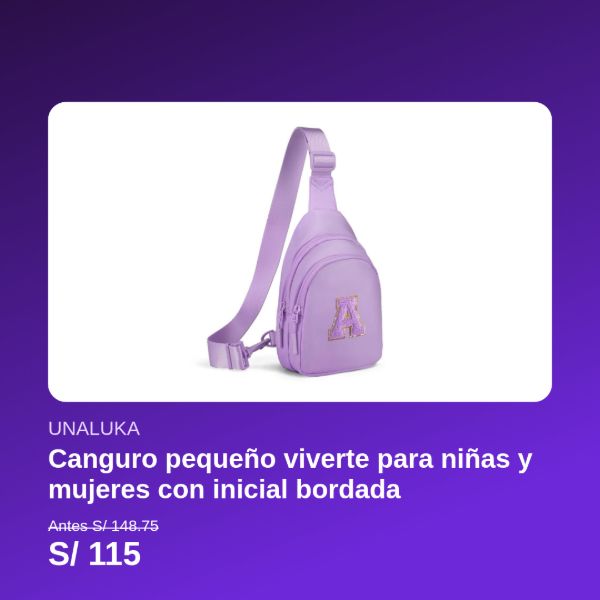 A
UNALUKA
Canguro pequeño viverte para niñas y
mujeres con inicial bordada
Antes S/ 148.75
S/ 115